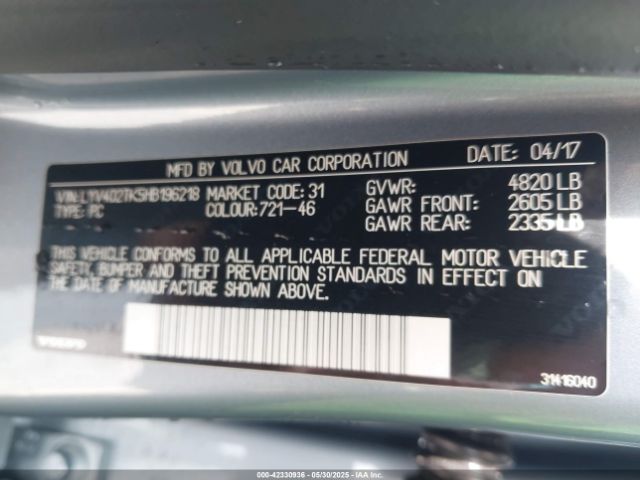 MFD BY VOLVO CAR CORPORATION DATE: 04/17
VIN: LYV402TK5HB196218 MARKET CODE: 31 GVWR: 4820 LB
TYPE: PC COLOUR: 721-46 GAWR FRONT: 2605 LB
GAWR REAR: 2335 LB
THIS VEHICLE CONFORMS TO ALL APPLICABLE FEDERAL MOTOR VEHICLE
SAFETY, BUMPER AND THEFT PREVENTION STANDARDS IN EFFECT ON
THE DATE OF MANUFACTURE SHOWN ABOVE.
VOLVO
31416040
000-42330936 - 05/30/2025 - IAAI.COM